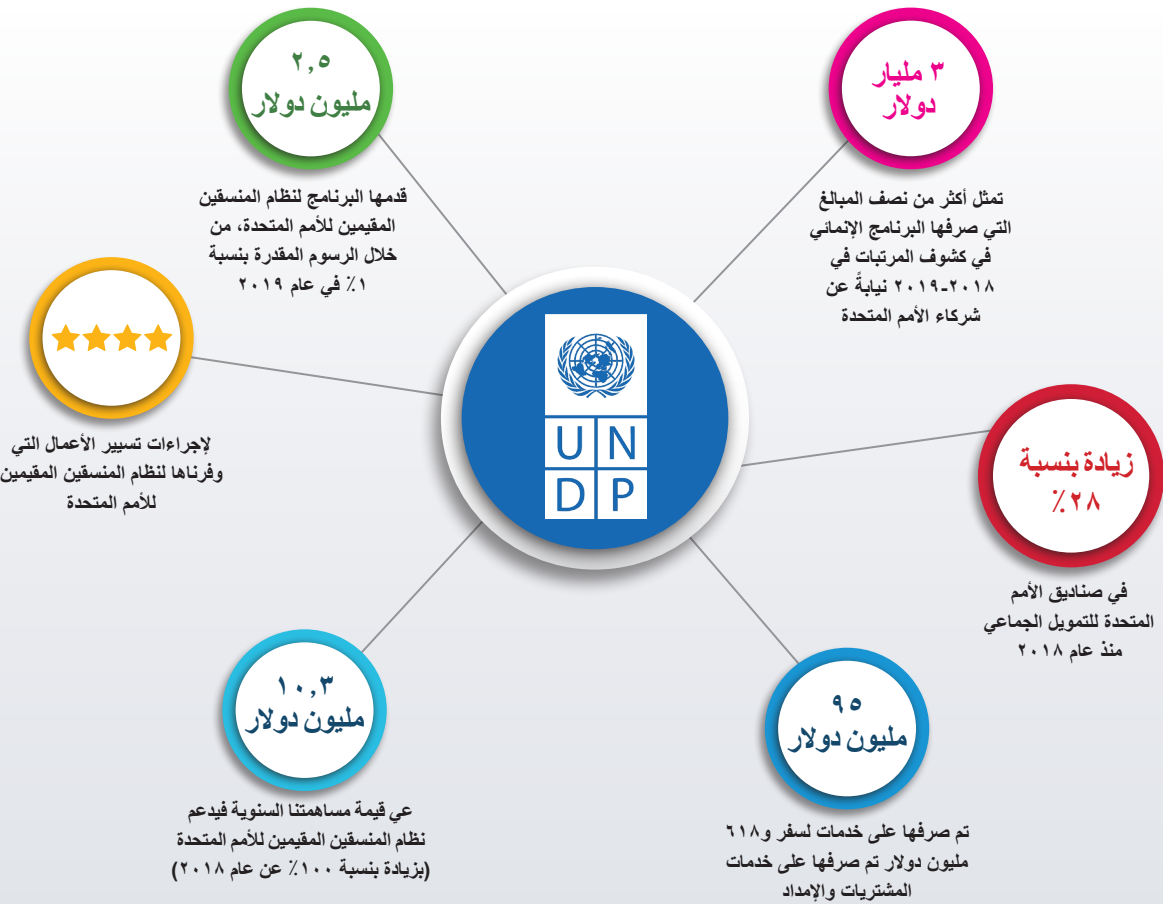 ٣ مليار
دولار
تمثل أكثر من نصف المبالغ
التي صرفها البرنامج الإنمائي
في كشوف المرتبات في
٢٠١٨-٢٠١٩ نيابةً عن
شركاء الأمم المتحدة
٢,٥
مليون دولار
قدمها البرنامج لنظام المنسقين
المقيمين للأمم المتحدة، من
خلال الرسوم المقدرة بنسبة
١٪ في عام ٢٠١٩
لإجراءات تسيير الأعمال التي
وفرناها لنظام المنسقين المقيمين
للأمم المتحدة
U N
D P
زيادة بنسبة
٢٨٪
في صناديق الأمم
المتحدة للتمويل الجماعي
منذ عام ٢٠١٨
٩٥
مليون دولار
تم صرفها على خدمات لسفر و٦١٨
مليون دولار تم صرفها على خدمات
المشتريات والإمداد
١٠,٣
مليون دولار
عي قيمة مساهمتنا السنوية فيدعم
نظام المنسقين المقيمين للأمم المتحدة
(بزيادة بنسبة ١٠٠٪ عن عام ٢٠١٨)